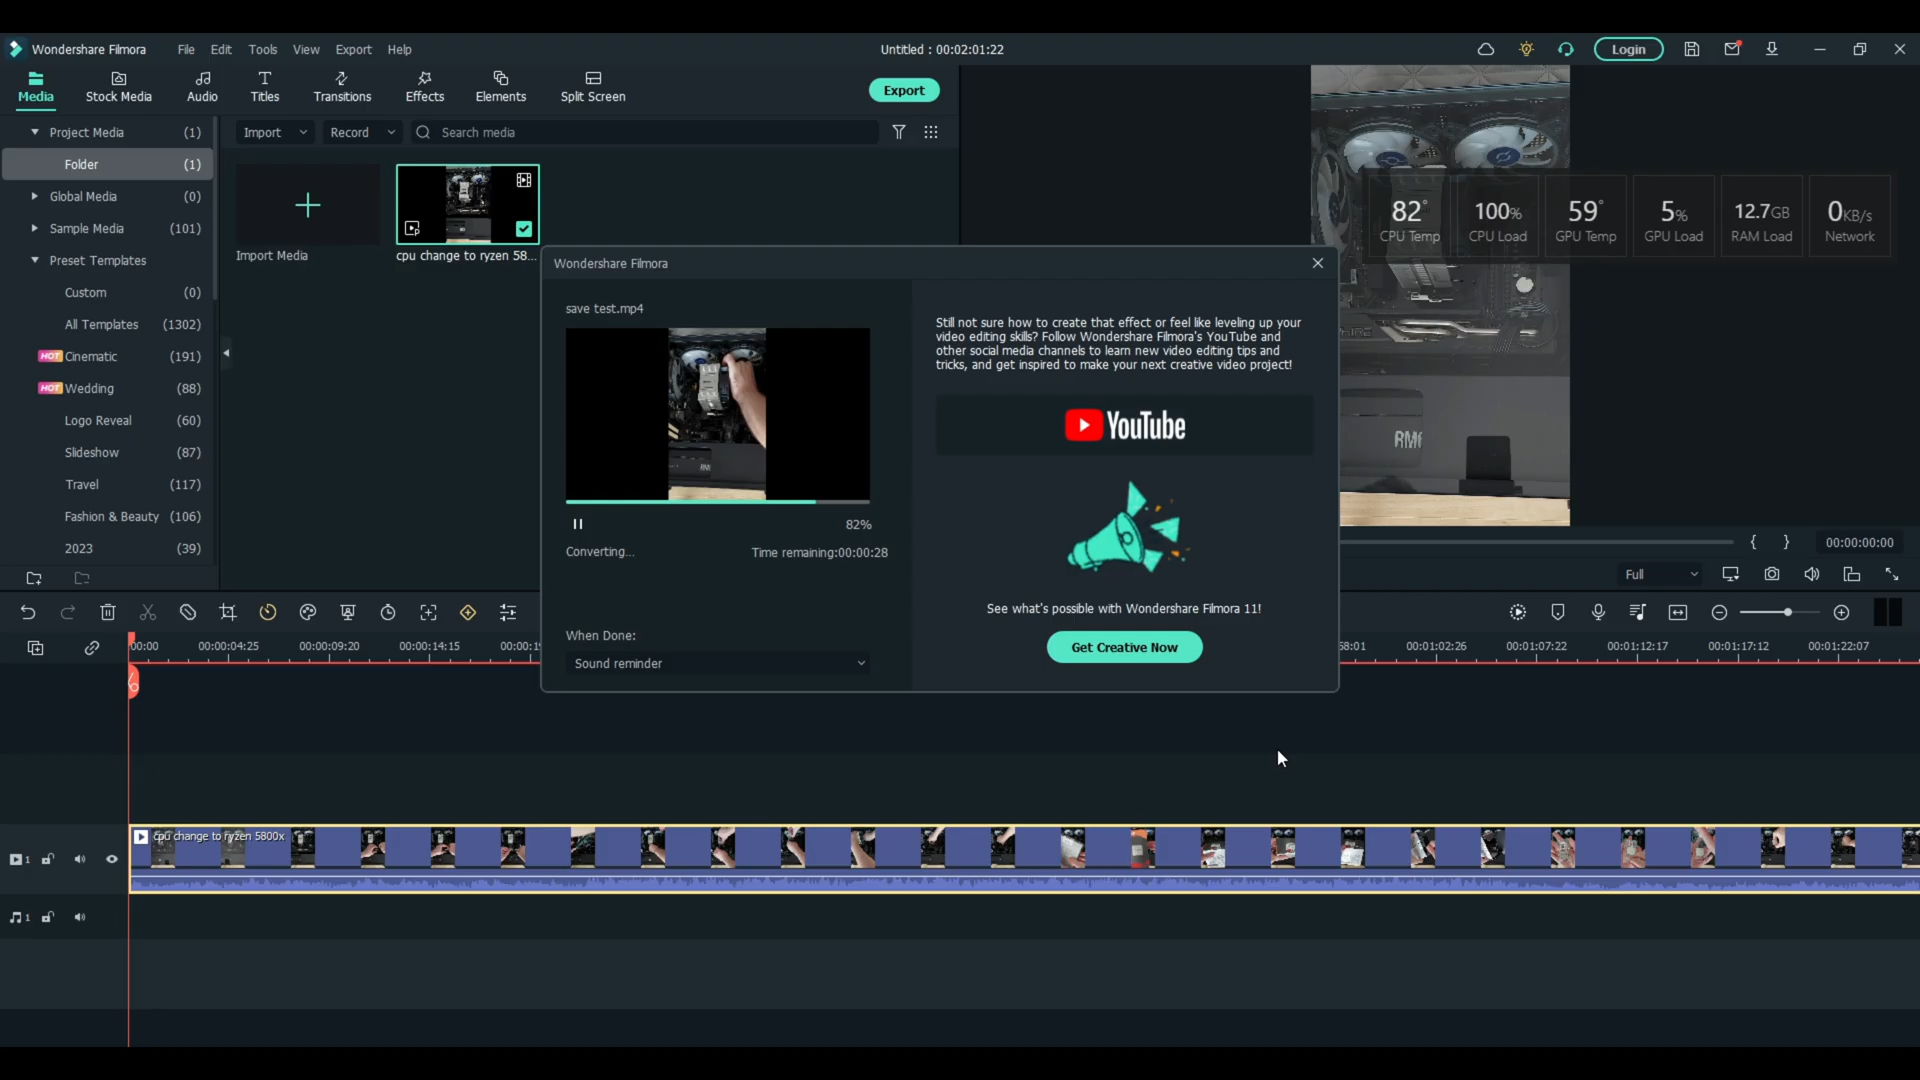 Wondershare Filmora
File Edit Tools View Export Help
Untitled : 00:02:01:22
Login
Media Stock Media Audio Titles Transitions Effects Elements Split Screen
Export
Project Media (1)
Folder (1)
Global Media (0)
Sample Media (101)
Preset Templates
Custom (0)
All Templates (1302)
HOT Cinematic (191)
HOT Wedding (88)
Logo Reveal (60)
Slideshow (87)
Travel (117)
Fashion & Beauty (106)
2023 (39)
Import Record Search media
Import Media
cpu change to ryzen 58...
82° 100% 59° 5% 12.7GB 0KB/s
CPU Temp CPU Load GPU Temp GPU Load RAM Load Network
Wondershare Filmora
save test.mp4
82%
Converting... Time remaining:00:00:28
When Done:
Sound reminder
Still not sure how to create that effect or feel like leveling up your
video editing skills? Follow Wondershare Filmora's YouTube and
other social media channels to learn new video editing tips and
tricks, and get inspired to make your next creative video project!
YouTube
See what's possible with Wondershare Filmora 11!
Get Creative Now
{ } 00:00:00:00
Full
00:00 00:00:04:25 00:00:09:20 00:00:14:15 00:00:1
58:01 00:01:02:26 00:01:07:22 00:01:12:17 00:01:17:12 00:01:22:07
cpu change to ryzen 5800x
1
1